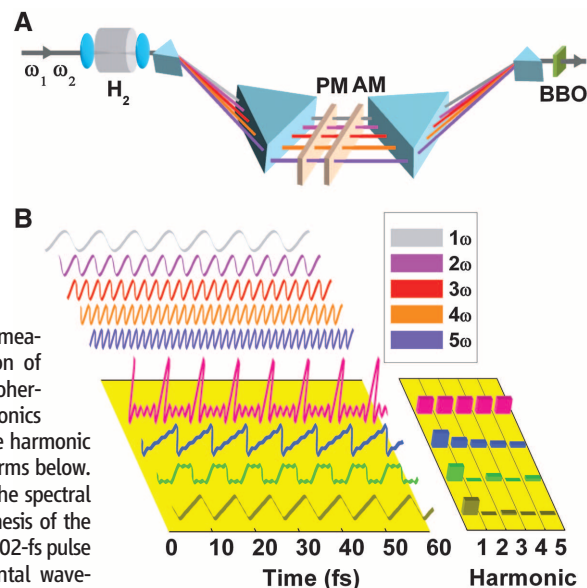 A
ω1 ω2
H2
PM AM
BBO
B
1ω
2ω
3ω
4ω
5ω
mea-
on of
pher-
onics
e harmonic
rms below.
he spectral
nesis of the
02-fs pulse
ntal wave-
0 10 20 30 40 50 60
Time (fs)
1 2 3 4 5
Harmonic